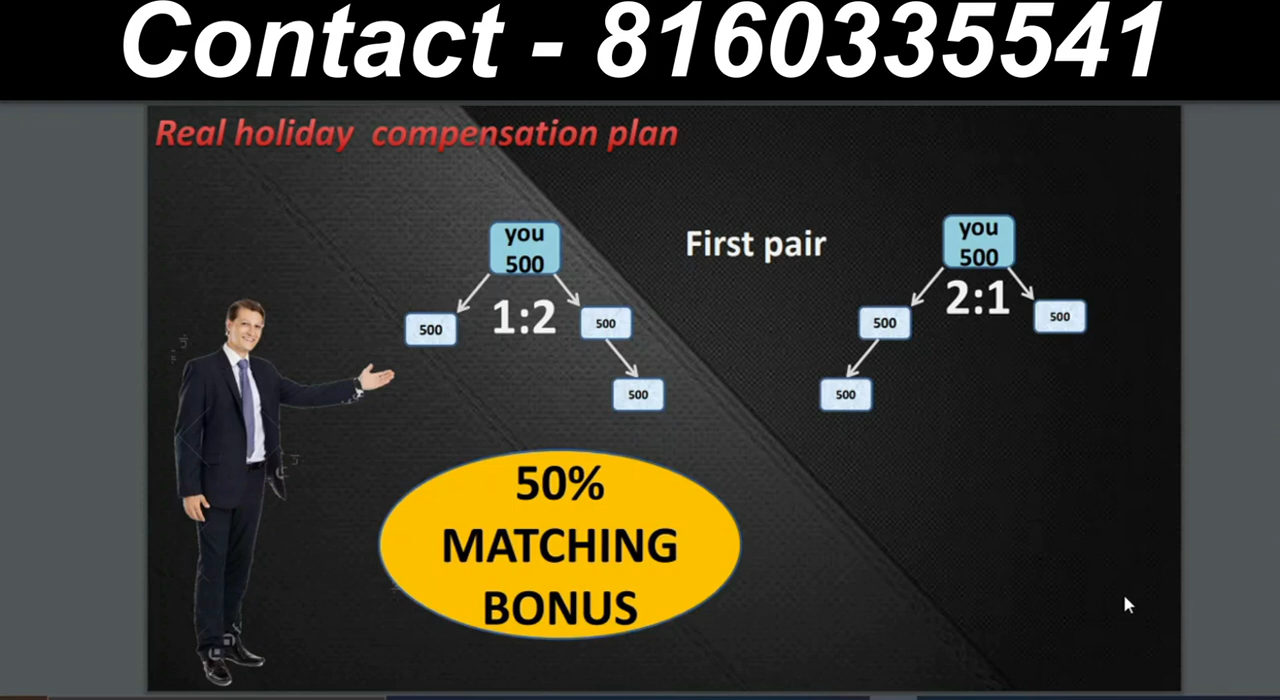 Contact - 8160335541
Real holiday compensation plan
you
500
1:2
500
500
500
First pair
you
500
2:1
500
500
500
50%
MATCHING
BONUS